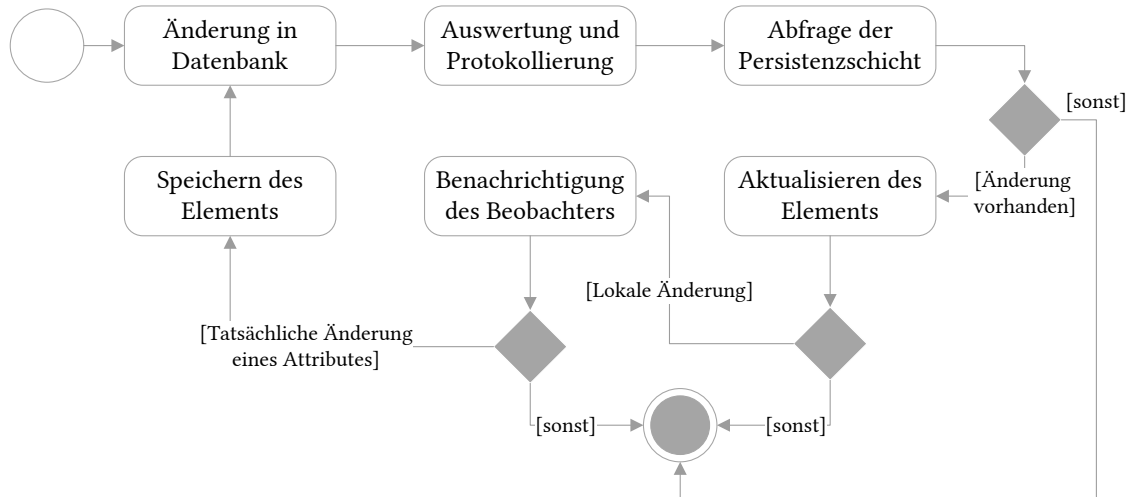 Änderung in
Datenbank
Auswertung und
Protokollierung
Abfrage der
Persistenzschicht
[sonst]
Speichern des
Elements
Benachrichtigung
des Beobachters
Aktualisieren des
Elements
[Änderung
vorhanden]
[Lokale Änderung]
[Tatsächliche Änderung
eines Attributes]
[sonst]
[sonst]